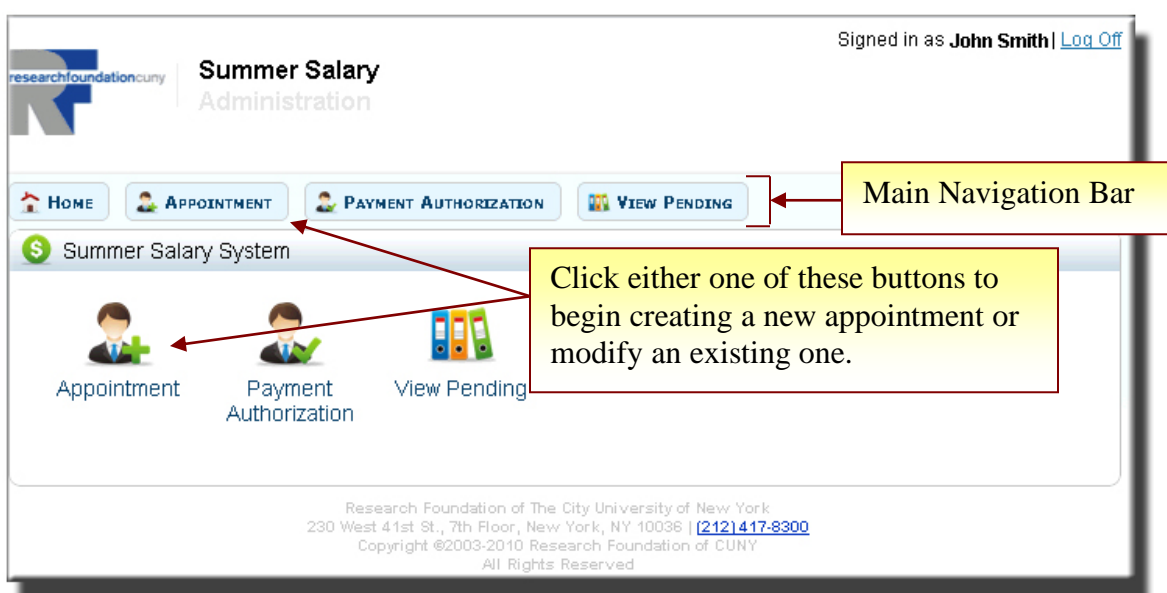 Signed in as John Smith | Log Off
researchfoundationcuny
Summer Salary
Administration
HOME
APPOINTMENT
PAYMENT AUTHORIZATION
VIEW PENDING
Main Navigation Bar
Summer Salary System
Click either one of these buttons to
begin creating a new appointment or
modify an existing one.
Appointment
Payment
Authorization
View Pending
Research Foundation of The City University of New York
230 West 41st St., 7th Floor, New York, NY 10036 | (212) 417-8300
Copyright ©2003-2010 Research Foundation of CUNY
All Rights Reserved